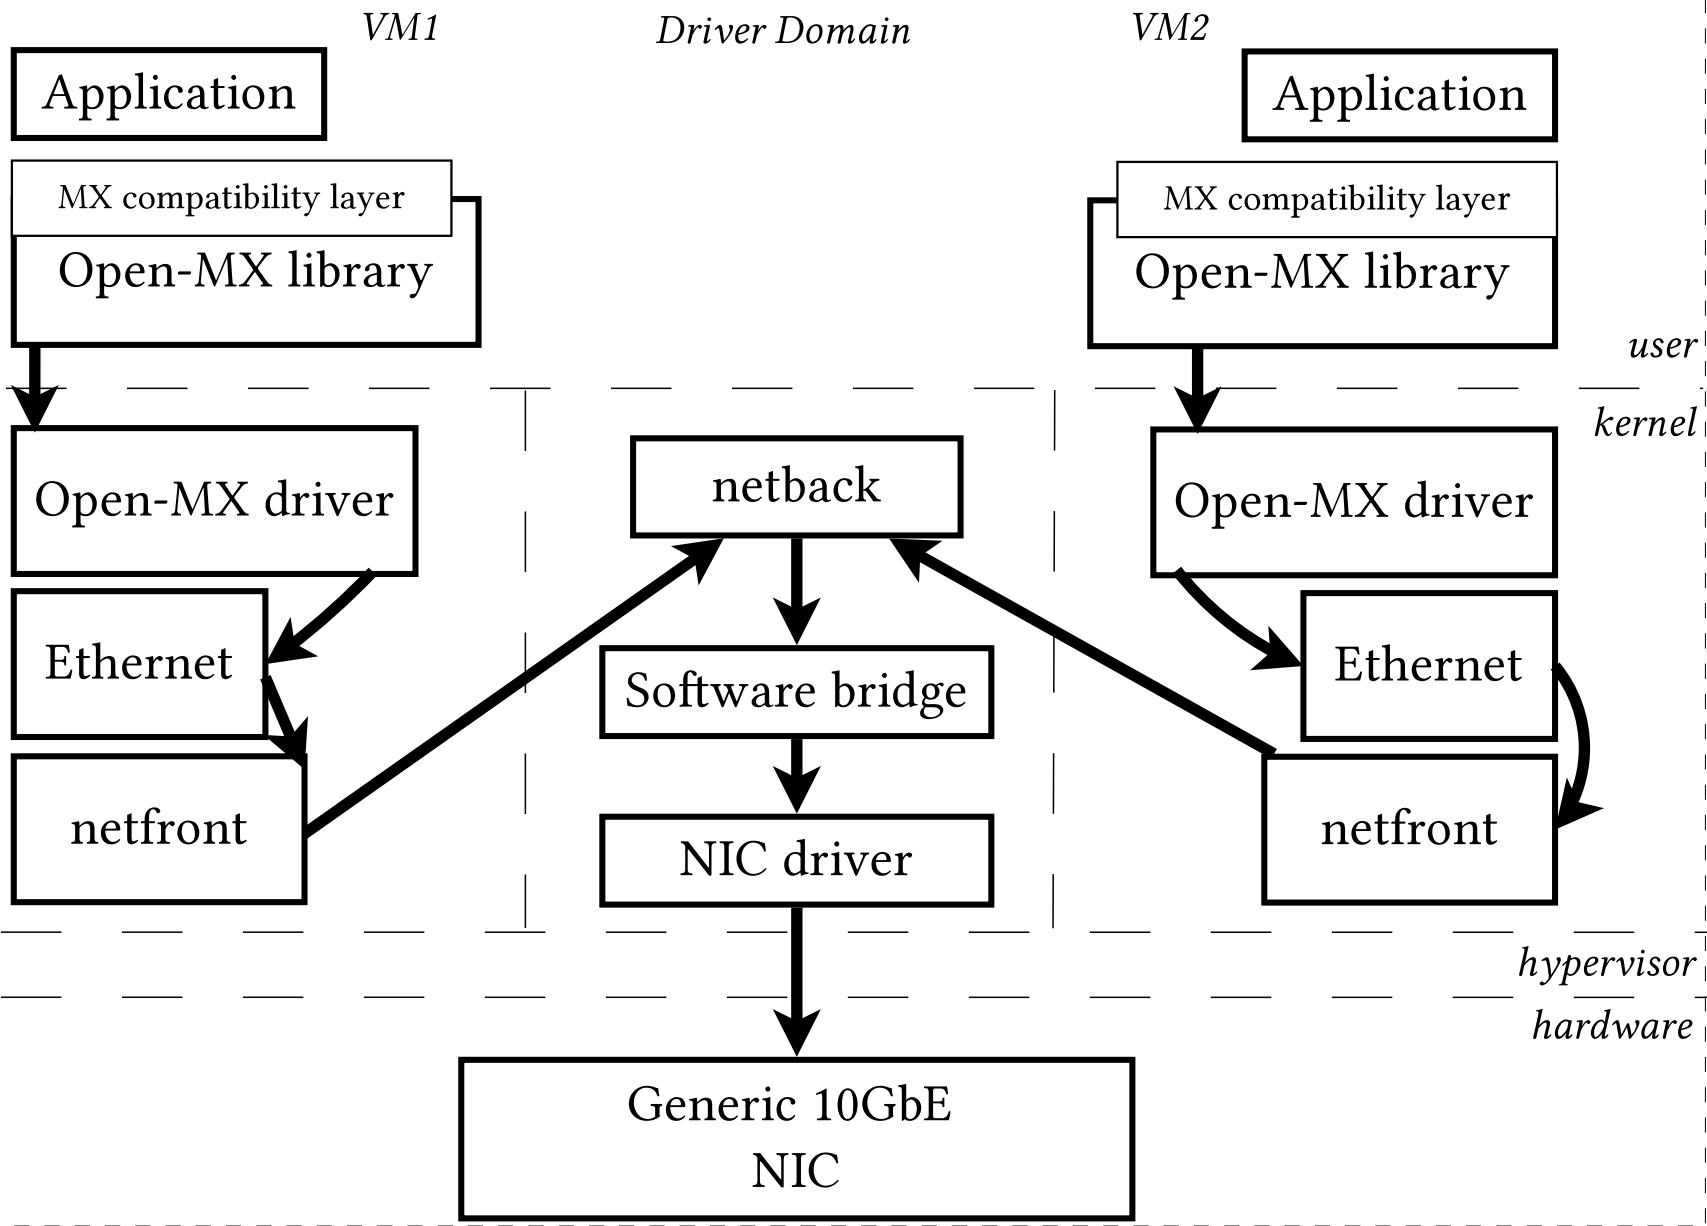 VM1
Driver Domain
VM2
Application
Application
MX compatibility layer
MX compatibility layer
Open-MX library
Open-MX library
user
kernel
Open-MX driver
netback
Open-MX driver
Ethernet
Software bridge
Ethernet
netfront
NIC driver
netfront
hypervisor
hardware
Generic 10GbE
NIC